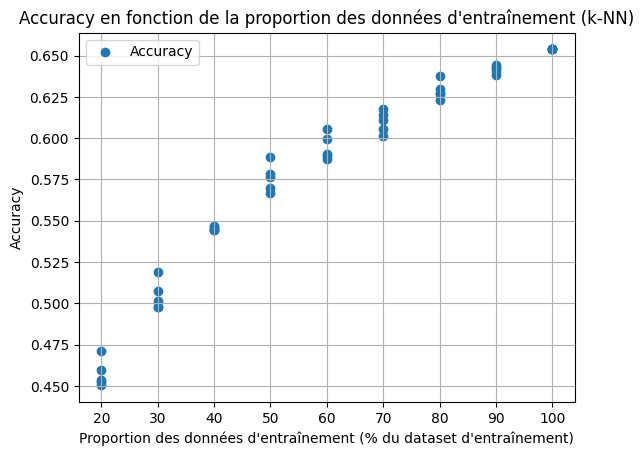 Accuracy en fonction de la proportion des données d'entraînement (k-NN)
Accuracy
0.650
0.625
0.600
0.575
0.550
0.525
0.500
0.475
0.450
Accuracy
20 30 40 50 60 70 80 90 100
Proportion des données d'entraînement (% du dataset d'entraînement)